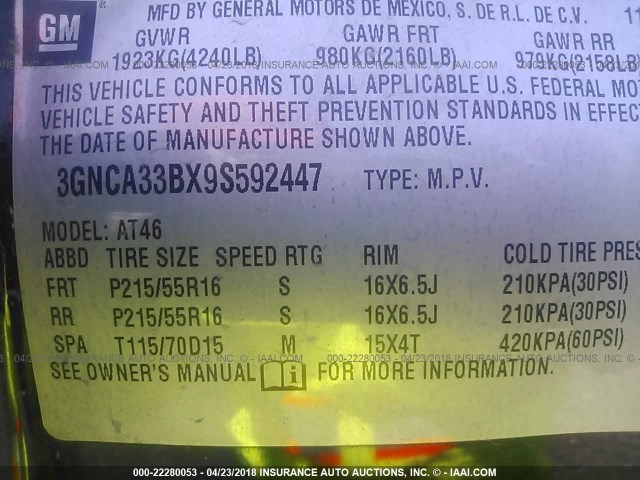 GM
MFD BY GENERAL MOTORS DE MEXICO, S. DE R.L. DE C.V. 11
GVWR GAWR FRT GAWR RR
1923KG(4240LB) 980KG(2160LB) 979KG(2158LB)
THIS VEHICLE CONFORMS TO ALL APPLICABLE U.S. FEDERAL MOT
VEHICLE SAFETY AND THEFT PREVENTION STANDARDS IN EFFEC
THE DATE OF MANUFACTURE SHOWN ABOVE.
3GNCA33BX9S592447 TYPE: M.P.V.
MODEL: AT46
ABBD TIRE SIZE SPEED RTG RIM COLD TIRE PRES
FRT P215/55R16 S 16X6.5J 210KPA(30PSI)
RR P215/55R16 S 16X6.5J 210KPA(30PSI)
SPA T115/70D15 M 15X4T 420KPA(60PSI)
SEE OWNER'S MANUAL i FOR MORE INFORMATION.
000-22280053 - 04/23/2018 INSURANCE AUTO AUCTIONS, INC. © - IAAI.COM